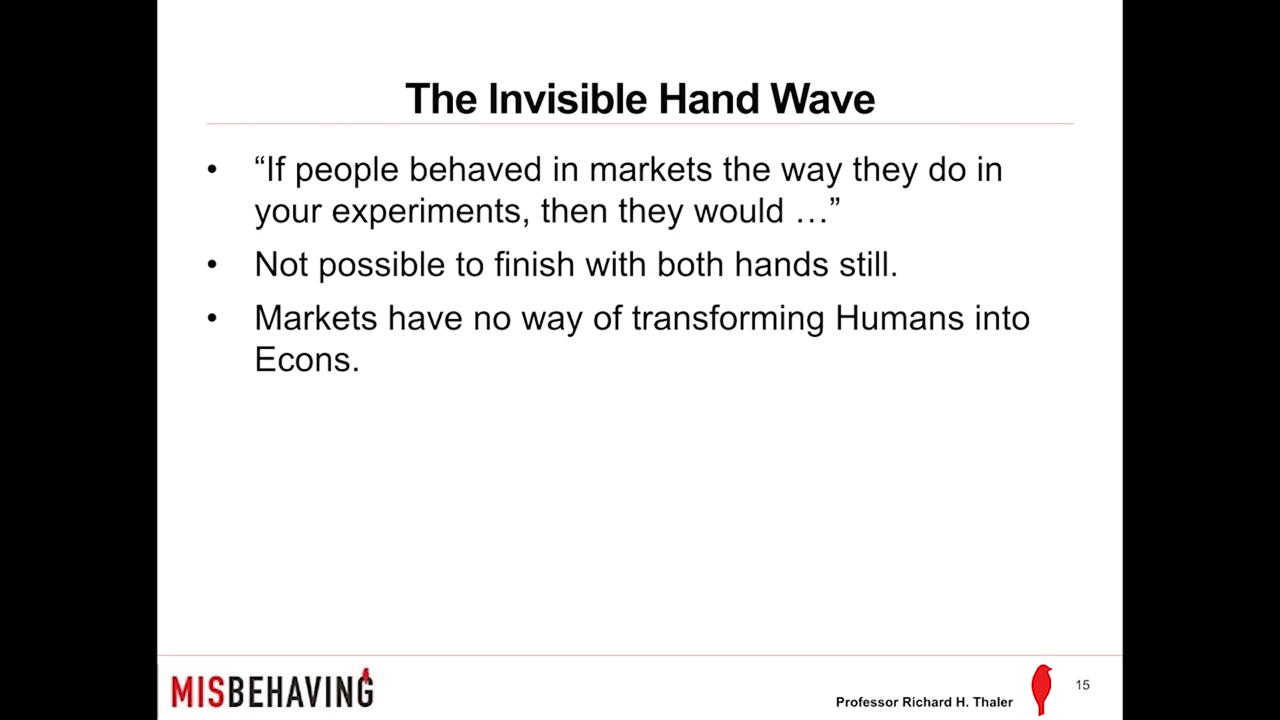 The Invisible Hand Wave
• “If people behaved in markets the way they do in
your experiments, then they would …”
• Not possible to finish with both hands still.
• Markets have no way of transforming Humans into
Econs.
MISBEHAVING
Professor Richard H. Thaler
15